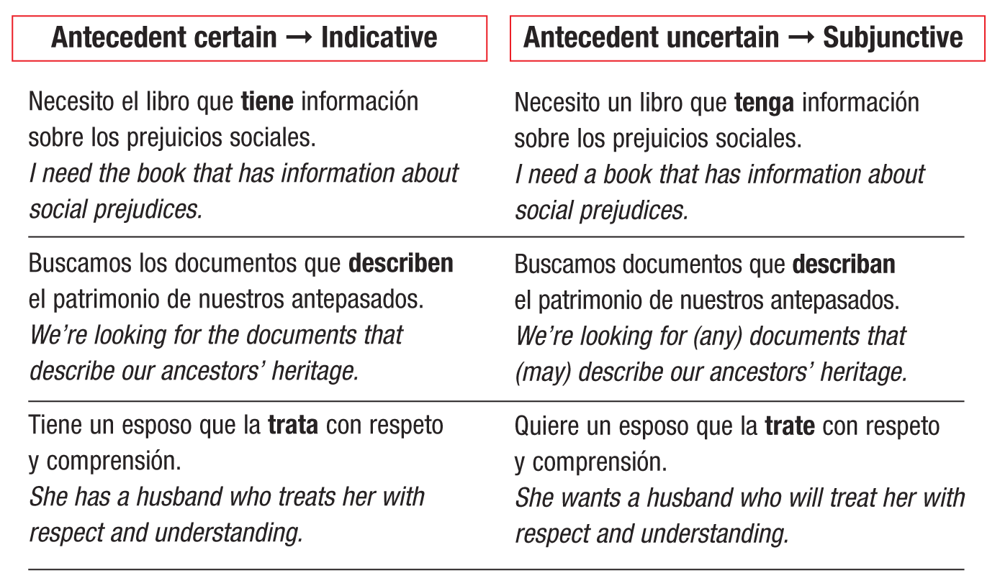 Antecedent certain → Indicative
Necesito el libro que tiene información
sobre los prejuicios sociales.
I need the book that has information about
social prejudices.
Buscamos los documentos que describen
el patrimonio de nuestros antepasados.
We’re looking for the documents that
describe our ancestors’ heritage.
Tiene un esposo que la trata con respeto
y comprensión.
She has a husband who treats her with
respect and understanding.
Antecedent uncertain → Subjunctive
Necesito un libro que tenga información
sobre los prejuicios sociales.
I need a book that has information about
social prejudices.
Buscamos documentos que describan
el patrimonio de nuestros antepasados.
We’re looking for (any) documents that
(may) describe our ancestors’ heritage.
Quiere un esposo que la trate con respeto
y comprensión.
She wants a husband who will treat her with
respect and understanding.